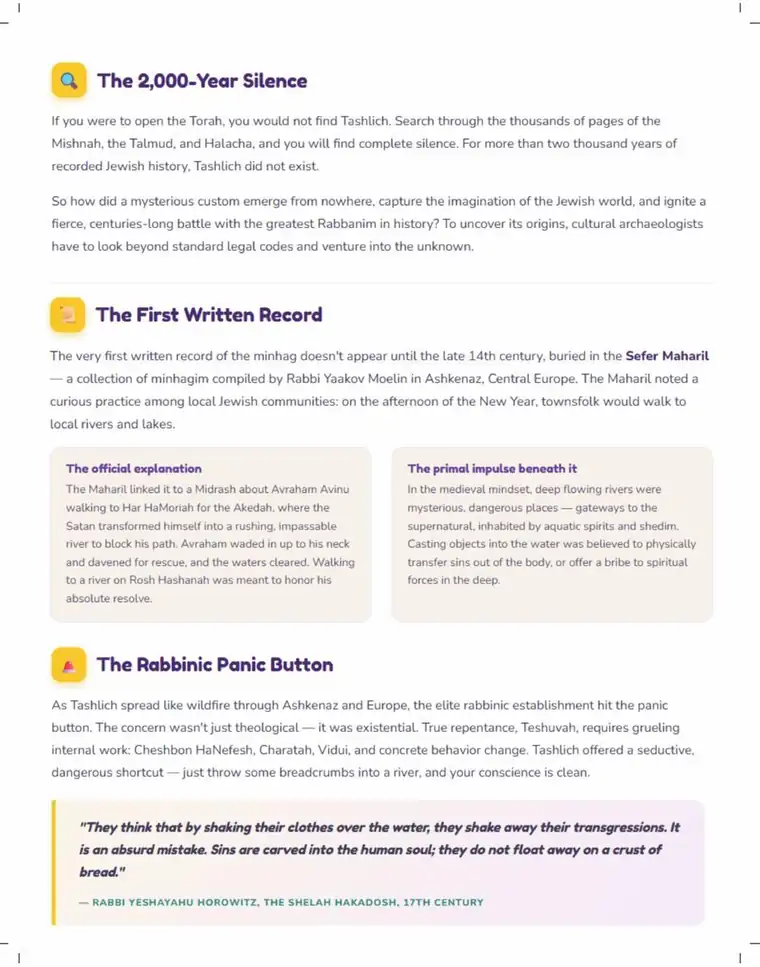 The 2,000-Year Silence
If you were to open the Torah, you would not find Tashlich. Search through the thousands of pages of the
Mishnah, the Talmud, and Halacha, and you will find complete silence. For more than two thousand years of
recorded Jewish history, Tashlich did not exist.
So how did a mysterious custom emerge from nowhere, capture the imagination of the Jewish world, and ignite a
fierce, centuries-long battle with the greatest Rabbanim in history? To uncover its origins, cultural archaeologists
have to look beyond standard legal codes and venture into the unknown.
The First Written Record
The very first written record of the minhag doesn't appear until the late 14th century, buried in the Sefer Maharil
— a collection of minhagim compiled by Rabbi Yaakov Moelin in Ashkenaz, Central Europe. The Maharil noted a
curious practice among local Jewish communities: on the afternoon of the New Year, townsfolk would walk to
local rivers and lakes.
The official explanation
The Maharil linked it to a Midrash about Avraham Avinu
walking to Har HaMoriah for the Akedah, where the
Satan transformed himself into a rushing, impassable
river to block his path. Avraham waded in up to his neck
and davened for rescue, and the waters cleared. Walking
to a river on Rosh Hashanah was meant to honor his
absolute resolve.
The primal impulse beneath it
In the medieval mindset, deep flowing rivers were
mysterious, dangerous places — gateways to the
supernatural, inhabited by aquatic spirits and shedim.
Casting objects into the water was believed to physically
transfer sins out of the body, or offer a bribe to spiritual
forces in the deep.
The Rabbinic Panic Button
As Tashlich spread like wildfire through Ashkenaz and Europe, the elite rabbinic establishment hit the panic
button. The concern wasn't just theological — it was existential. True repentance, Teshuvah, requires grueling
internal work: Cheshbon HaNefesh, Charatah, Vidui, and concrete behavior change. Tashlich offered a seductive,
dangerous shortcut — just throw some breadcrumbs into a river, and your conscience is clean.
"They think that by shaking their clothes over the water, they shake away their transgressions. It
is an absurd mistake. Sins are carved into the human soul; they do not float away on a crust of
bread."
— RABBI YESHAYAHU HOROWITZ, THE SHELAH HAKADOSH, 17TH CENTURY